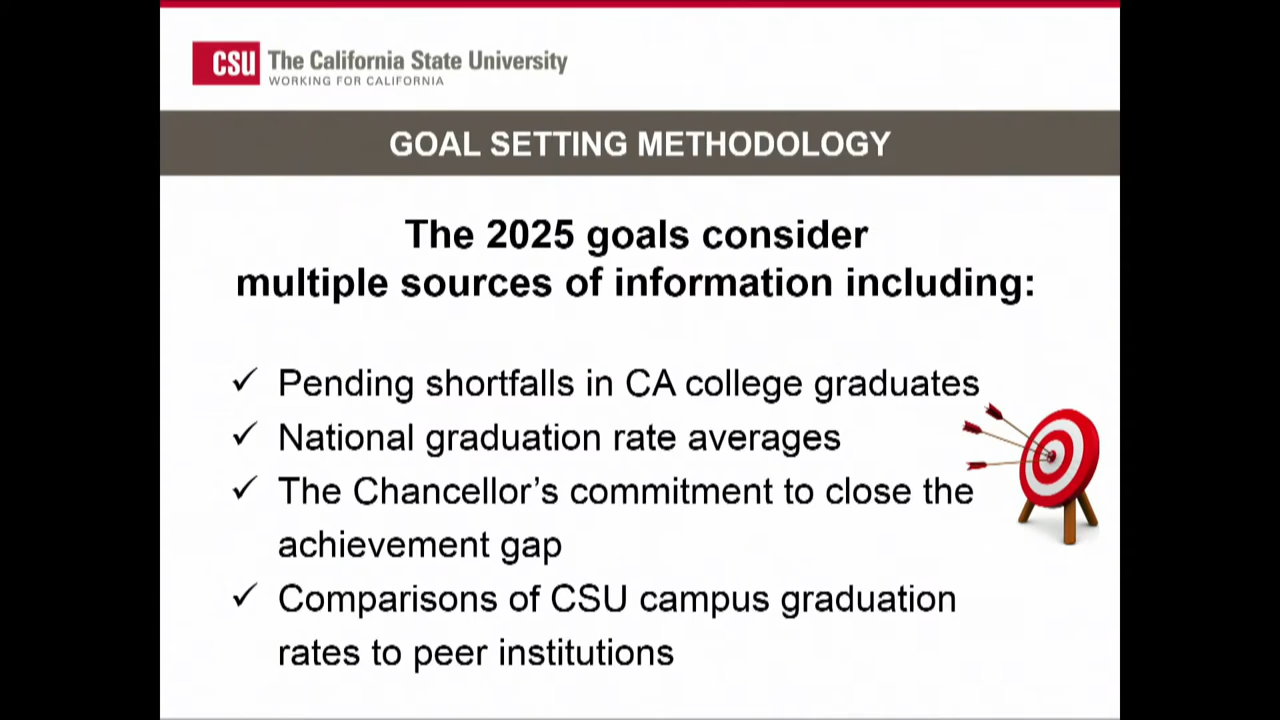 CSU The California State University
WORKING FOR CALIFORNIA
GOAL SETTING METHODOLOGY
The 2025 goals consider
multiple sources of information including:
✓ Pending shortfalls in CA college graduates
✓ National graduation rate averages
✓ The Chancellor’s commitment to close the
achievement gap
✓ Comparisons of CSU campus graduation
rates to peer institutions